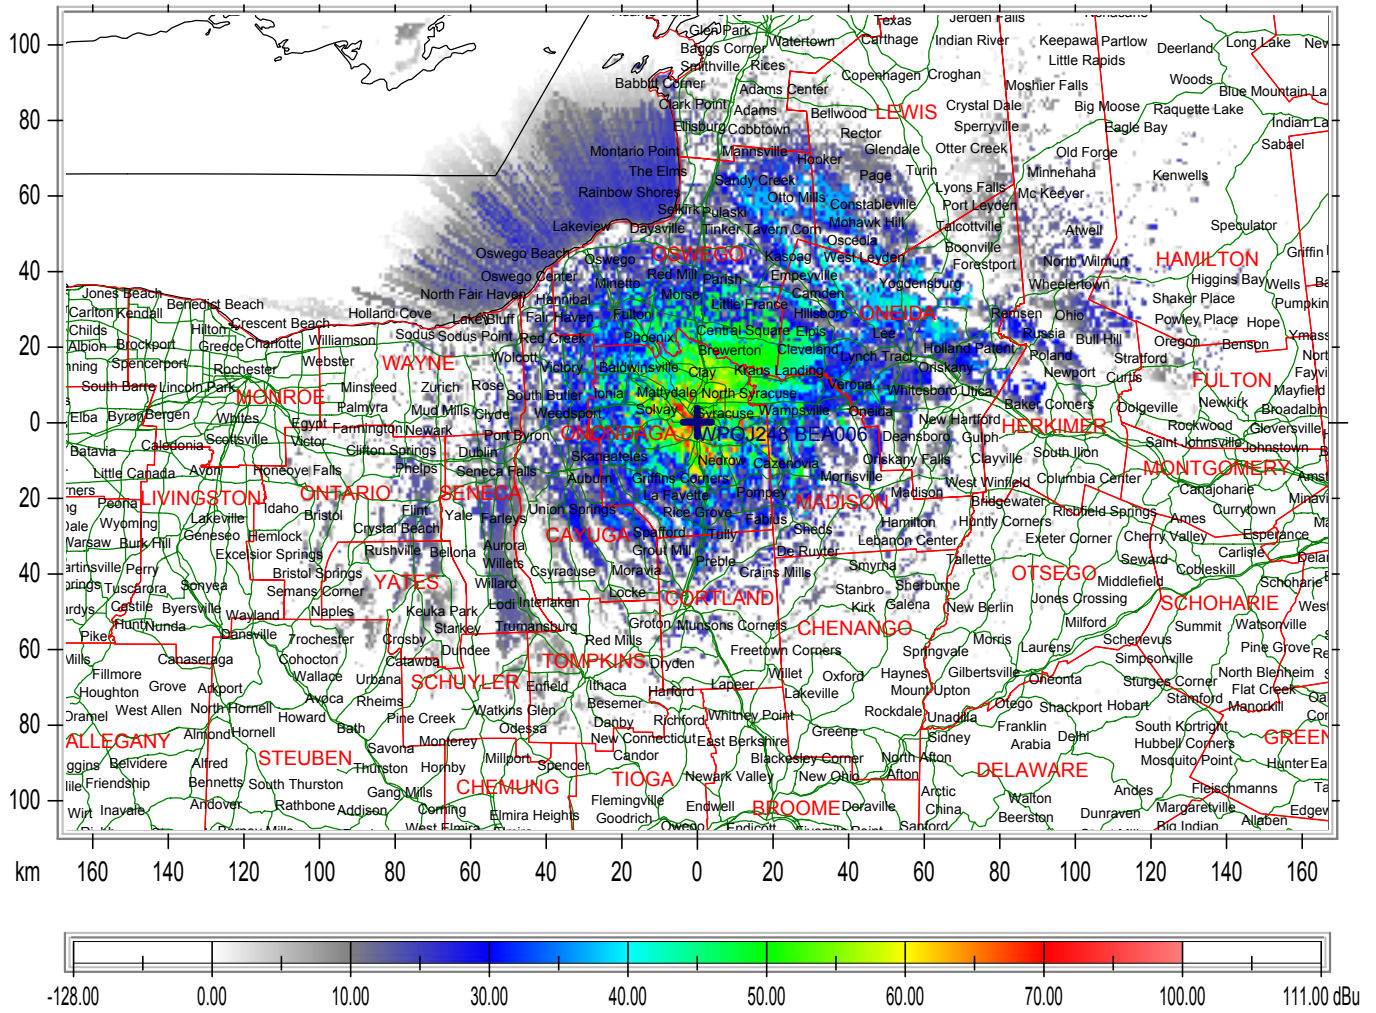 Texas Jerden Falls
Glen Park
100 Baggs Corner Watertown Carthage Indian River Keepawa Partlow Deerland Long Lake
Smithville Rices Little Rapids
Babbitt Corner Copenhagen Croghan Moshier Falls Woods
Adams Center Blue Mountain La
Clark Point Adams Bellwood LEWIS Crystal Dale Big Moose Raquette Lake
80 Ellisburg Cobbtown Rector Sperryville Eagle Bay Indian La
Montario Point Mannsville Hooker Glendale Otter Creek Old Forge Sabael
The Elms Sandy Creek Page Turin Minnehaha Kenwells
60 Rainbow Shores Otto Mills Constableville Lyons Falls Mc Keever
Selkirk Pulaski Mohawk Hill Port Leyden
Lakeview Daysville Tinker Tavern Corn Talcottville Atwell Speculator
Oswego Beach Oswego OSWEGO Kasoag Osceola West Leyden Boonville North Wilmurt HAMILTON Griffin
40 Oswego Center Red Mill Parish Empeyville Forestport Higgins Bay
Jones Beach North Fair Haven Minetto Morse Camden Yoggensburg Wheelertown Wells
Benedict Beach Hannibal Little France Shaker Place Pumpkin
Carlton Kendall Holland Cove Lake Bluff Fair Haven Fulton Hillsboro ONEIDA Remsen Ohio Powley Place Hope
Childs Hilton Crescent Beach Sodus Sodus Point Red Creek Phoenix Central Square Elpis Lee Russia Bull Hill Oregon
20 Albion Brockport Greece Charlotte Williamson Wolcott Brewerton Cleveland Lynch Tract Holland Patent Poland Stratford Benson
Spencerport Rochester Webster WAYNE Victory Baldwinsville Clay Kraus Landing Oriskany Newport
South Barre Lincoln Park Minsteed Zurich Rose South Butler Ionia Mattydale North Syracuse Verona Whitesboro Utica Curtis FULTON Mayfield
MONROE Palmyra Mud Mills Clyde Weedsport Solvay Syracuse Wampsville Oneida Baker Corners Dolgeville Newkirk Broadalbin
0 Elba Byron Bergen Whites Egypt Farmington Newark Port Byron ONONDAGA WPQJ248 BEA006 New Hartford HERKIMER Rockwood Gloversville
Batavia Caledonia Scottsville Victor Clifton Springs Dublin Skaneateles Nedrow Cazenovia Deansboro Gulph Saint Johnsville Johnstown
Little Canada Avon Honeoye Falls Phelps Seneca Falls Auburn Griffins Corners Morrisville Oriskany Falls Clayville South Ilion MONTGOMERY
20 Peona LIVINGSTON Idaho ONTARIO SENECA La Fayette Pompey MADISON Madison West Winfield Columbia Center Canajoharie
Wyoming Lakeville Bristol Flint Yale Farleys Union Springs Rice Grove Fabius Hamilton Bridgewater Richfield Springs Ames Currytown
Warsaw Burk Hill Geneseo Hemlock Crystal Beach CAYUGA Spafford Tully Sheds Lebanon Center Huntly Corners Exeter Corner Cherry Valley Esperance
Excelsior Springs Rushville Bellona Aurora Grout Mill Preble De Ruyter Smyrna Tallette Seward Carlisle
40 Perry Bristol Springs Willets Csyracuse Moravia Grains Mills OTSEGO Cobleskill
Tuscarora Sonyea Semans Corner YATES Willard Locke CORTLAND Stanbro Sherburne Middlefield Schoharie
Castile Byersville Wayland Naples Keuka Park Lodi Interlaken Kirk Galena New Berlin Jones Crossing SCHOHARIE
Hunt Nunda Dansville Starkey Trumansburg Groton Munsons Corners CHENANGO Milford Summit Watsonville
Pike 7rochester Crosby Red Mills Morris Schenevus
60 Canaseraga Cohocton Dundee Freetown Corners Springvale Laurens Pine Grove
Mills Catawba TOMPKINS Dryden Simpsonville
Fillmore Wallace Urbana SCHUYLER Enfield Ithaca Willet Oxford Haynes Gilbertsville Oneonta Sturges Corner North Blenheim
Houghton Grove Arkport Avoca Rheims Besemer Harford Lapeer Lakeville Mount Upton Flat Creek
West Allen North Hornell Howard Pine Creek Watkins Glen Danby Richford Whitney Point Rockdale Unadilla Otego Shackport Hobart Stamford Manorkill
80 Almond Hornell Bath Odessa Greene Sidney Franklin Delhi South Kortright
ALLEGANY Savona Monterey New Connecticut East Berkshire Arabia Hubbell Corners GREEN
Belvidere Alfred STEUBEN Thurston Hornby Millport Spencer Candor Blackesley Corner North Afton DELAWARE Mosquito Point Hunter
Friendship Bennetts South Thurston Gang Mills CHEMUNG TIOGA Newark Valley New Ohio Afton Fleischmanns
100 Andover Rathbone Addison Corning Flemingville Endwell BROOME Doraville Arctic Walton Andes Margaretville
Wirt Inavale Elmira Heights Goodrich China Beerston Dunraven Allaben
West Elmira Owego Endicott Sanford Big Indian
km 160 140 120 100 80 60 40 20 0 20 40 60 80 100 120 140 160
-128.00 0.00 10.00 30.00 40.00 50.00 60.00 70.00 100.00 111.00 dBu